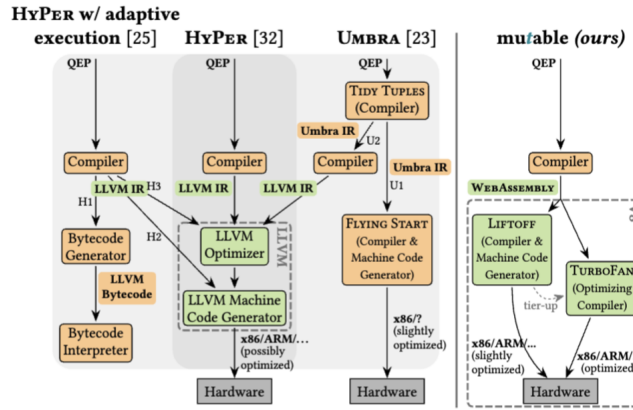 HyPer w/ adaptive
execution [25]
HyPer [32]
Umbra [23]
mutable (ours)
QEP
QEP
QEP
QEP
Tidy Tuples
(Compiler)
Umbra IR
U2
Compiler
Compiler
Compiler
Compiler
Umbra IR
LLVM IR
H3
LLVM IR
LLVM IR
U1
WebAssembly
H1
H2
Bytecode
Generator
LLVM
Optimizer
LLVM
Flying Start
(Compiler &
Machine Code
Generator)
Liftoff
(Compiler &
Machine Code
Generator)
TurboFan
(Optimizing
Compiler)
tier-up
LLVM
Bytecode
LLVM Machine
Code Generator
Bytecode
Interpreter
x86/ARM/...
(possibly
optimized)
x86/?
(slightly
optimized)
x86/ARM/...
(slightly
optimized)
x86/ARM/
(optimized
Hardware
Hardware
Hardware